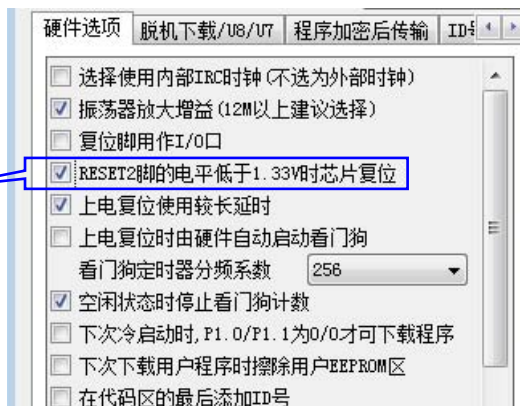 硬件选项 脱机下载/U8/U7 程序加密后传输 ID
选择使用内部IRC时钟(不选为外部时钟)
振荡器放大增益(12M以上建议选择)
复位脚用作I/O口
RESET2脚的电平低于1.33V时芯片复位
上电复位使用较长延时
上电复位时由硬件自动启动看门狗
看门狗定时器分频系数 256
空闲状态时停止看门狗计数
下次冷启动时,P1.0/P1.1为0/0才可下载程序
下次下载用户程序时擦除用户EEPROM区
在代码区的最后添加ID号